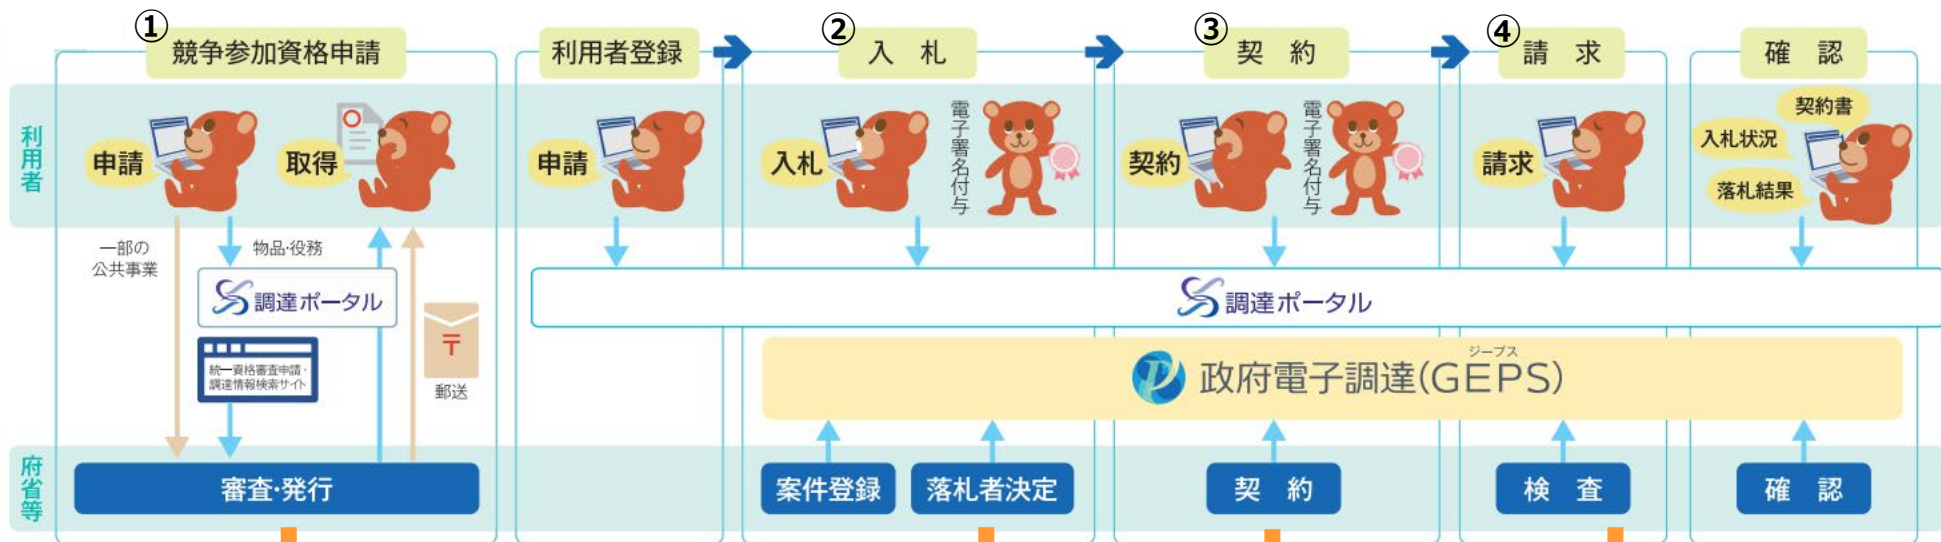 ①
競争参加資格申請
利用者登録
②
入 札
③
契 約
④
請 求
確 認
利用者
申請
取得
申請
入札
電子署名付与
契約
電子署名付与
請求
契約書
入札状況
落札結果
一部の
公共事業
物品・役務
調達ポータル
統一資格審査申請・
調達情報検索サイト
〒
郵送
調達ポータル
ジープス
政府電子調達(GEPS)
府省等
審査・発行
案件登録
落札者決定
契 約
検 査
確 認